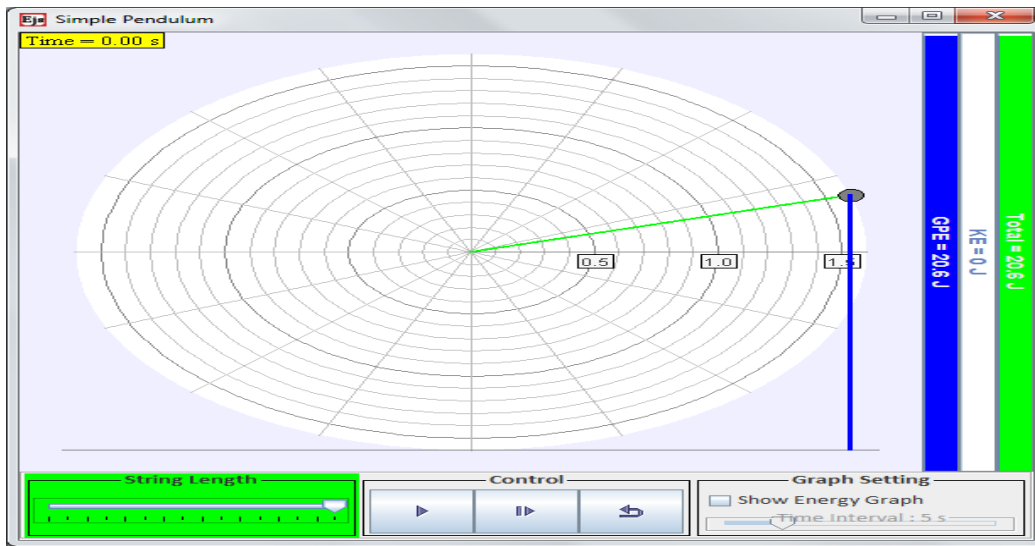 Ejs Simple Pendulum
Time = 0.00 s
0.5
1.0
1.5
GPE = 20.6 J
KE = 0 J
Total = 20.6 J
String Length
Control
Graph Setting
Show Energy Graph
Time Interval : 5 s